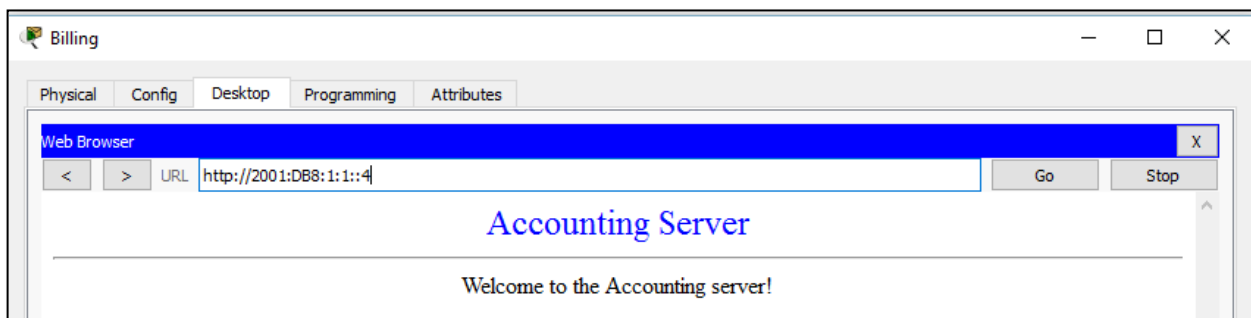 Billing
Physical Config Desktop Programming Attributes
Web Browser X
< > URL http://2001:DB8:1:1::4 Go Stop
Accounting Server
Welcome to the Accounting server!